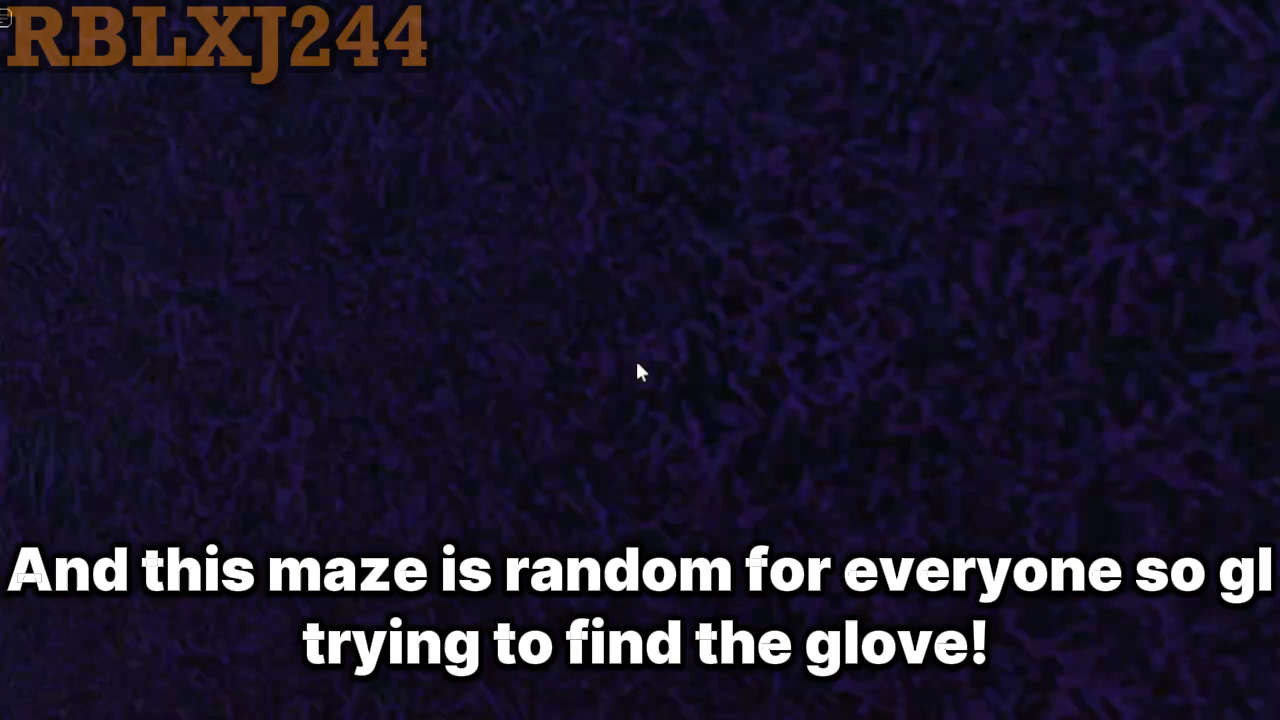 RBLXJ244
And this maze is random for everyone so gl
trying to find the glove!